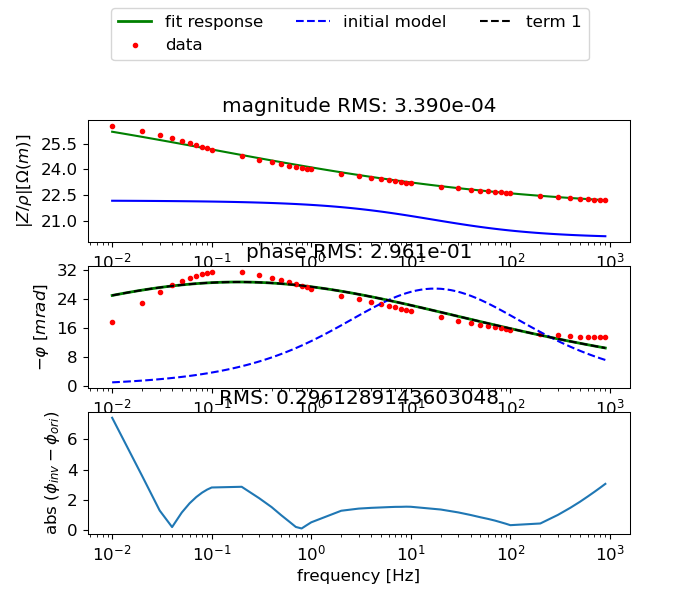 fit response initial model term 1
data
magnitude RMS: 3.390e-04
|Z/ρ|[Ω(m)]
25.5
24.0
22.5
21.0
10⁻² 10⁻¹ 10⁰ 10¹ 10² 10³
phase RMS: 2.961e-01
−φ [mrad]
32
24
16
8
0
10⁻² 10⁻¹ 10⁰ 10¹ 10² 10³
RMS: 0.2961289143603048
abs (ϕinv − ϕori)
6
4
2
0
10⁻² 10⁻¹ 10⁰ 10¹ 10² 10³
frequency [Hz]